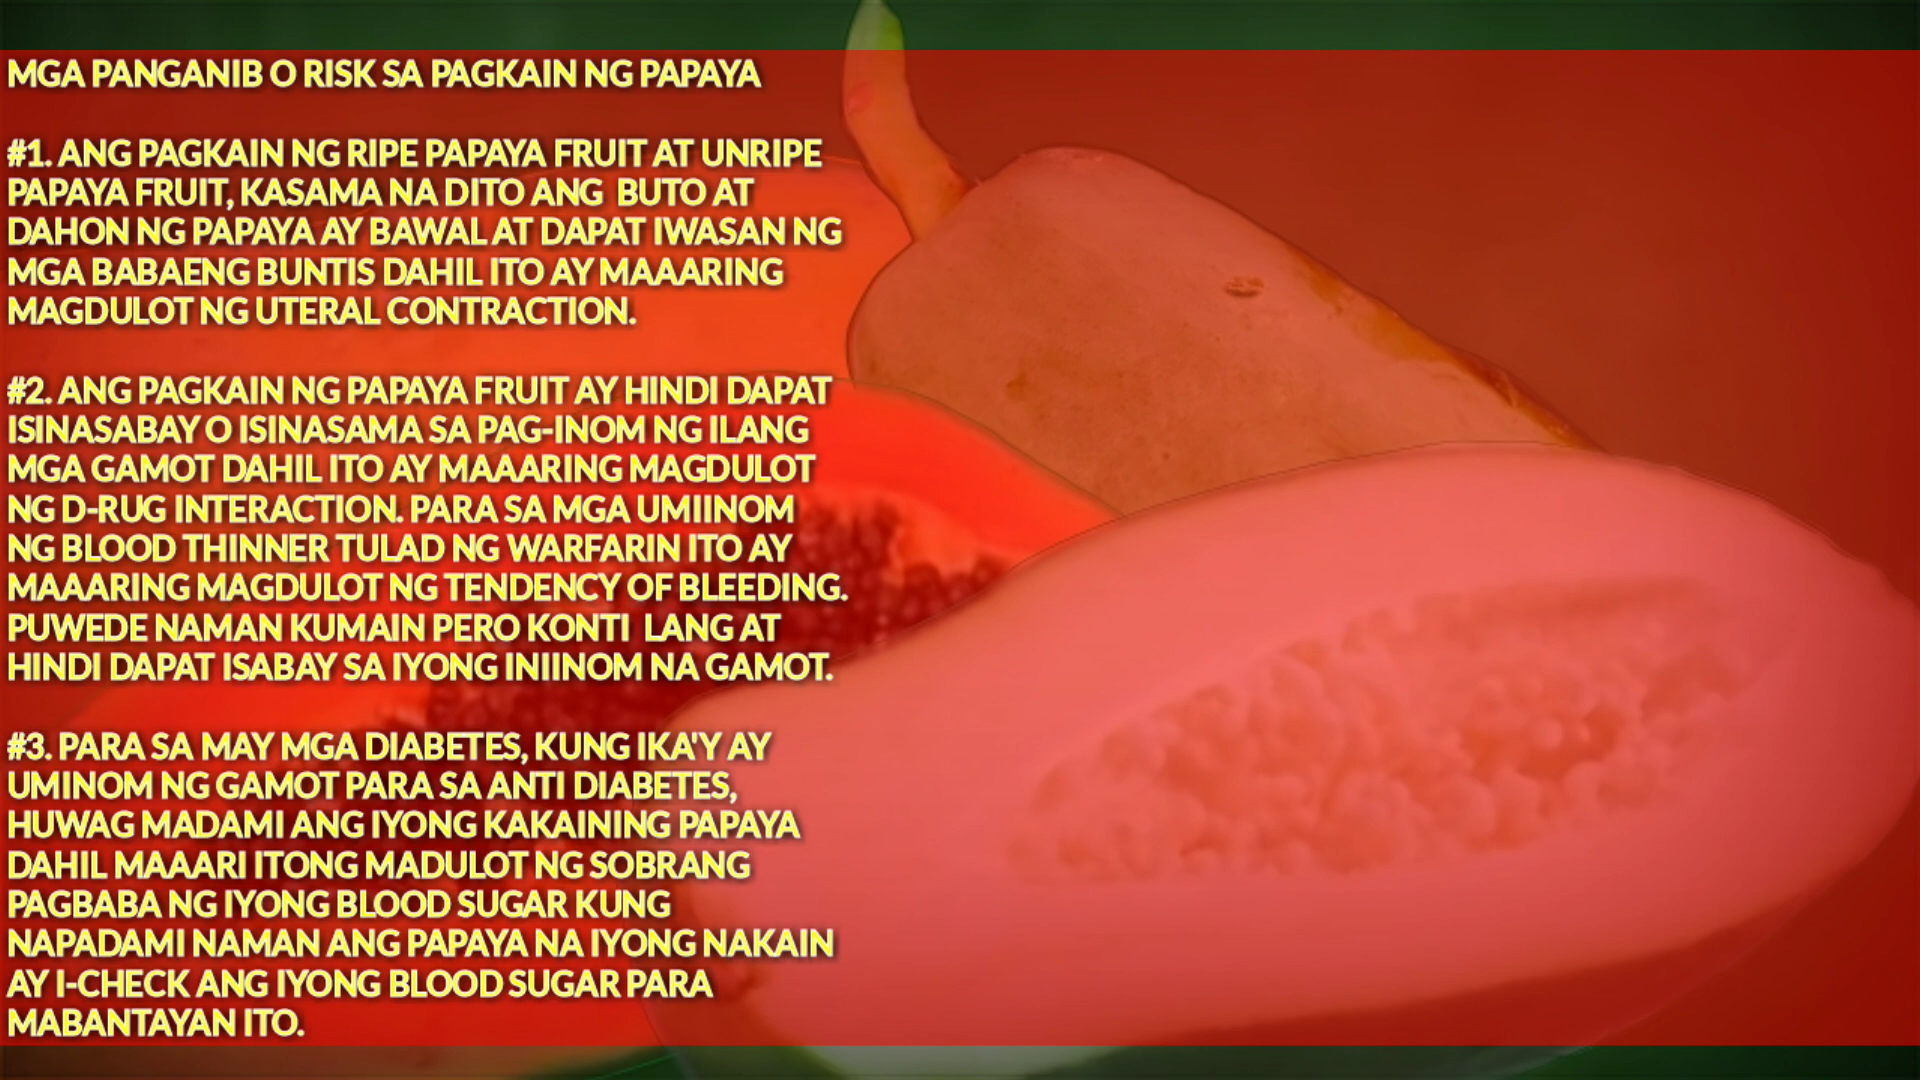 MGA PANGANIB O RISK SA PAGKAIN NG PAPAYA
#1. ANG PAGKAIN NG RIPE PAPAYA FRUIT AT UNRIPE
PAPAYA FRUIT, KASAMA NA DITO ANG  BUTO AT
DAHON NG PAPAYA AY BAWAL AT DAPAT IWASAN NG
MGA BABAENG BUNTIS DAHIL ITO AY MAAARING
MAGDULOT NG UTERAL CONTRACTION.
#2. ANG PAGKAIN NG PAPAYA FRUIT AY HINDI DAPAT
ISINASABAY O ISINASAMA SA PAG-INOM NG ILANG
MGA GAMOT DAHIL ITO AY MAAARING MAGDULOT
NG D-RUG INTERACTION. PARA SA MGA UMIINOM
NG BLOOD THINNER TULAD NG WARFARIN ITO AY
MAAARING MAGDULOT NG TENDENCY OF BLEEDING.
PUWEDE NAMAN KUMAIN PERO KONTI  LANG AT
HINDI DAPAT ISABAY SA IYONG INIINOM NA GAMOT.
#3. PARA SA MAY MGA DIABETES, KUNG IKA'Y AY
UMINOM NG GAMOT PARA SA ANTI DIABETES,
HUWAG MADAMI ANG IYONG KAKAINING PAPAYA
DAHIL MAAARI ITONG MADULOT NG SOBRANG
PAGBABA NG IYONG BLOOD SUGAR KUNG
NAPADAMI NAMAN ANG PAPAYA NA IYONG NAKAIN
AY I-CHECK ANG IYONG BLOOD SUGAR PARA
MABANTAYAN ITO.